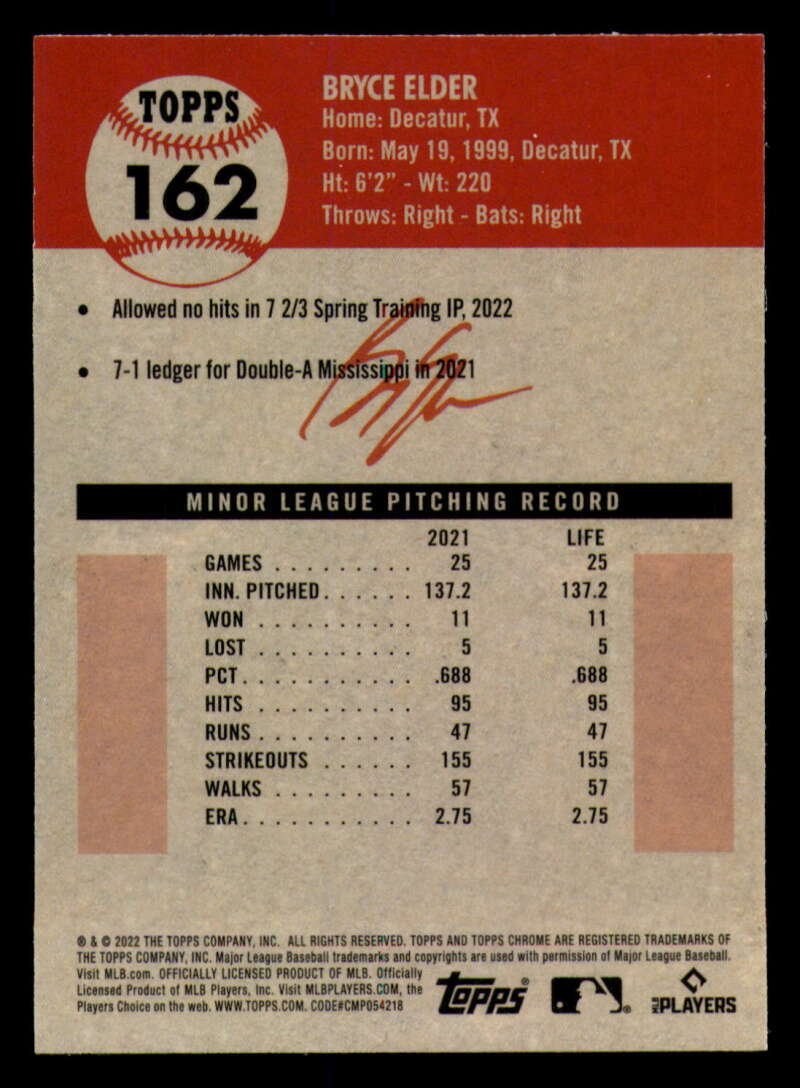 TOPPS
162
BRYCE ELDER
Home: Decatur, TX
Born: May 19, 1999, Decatur, TX
Ht: 6'2" - Wt: 220
Throws: Right - Bats: Right
• Allowed no hits in 7 2/3 Spring Training IP, 2022
• 7-1 ledger for Double-A Mississippi in 2021
MINOR LEAGUE PITCHING RECORD
2021 LIFE
GAMES . . . . . . . . . 25 25
INN. PITCHED. . . . . . 137.2 137.2
WON . . . . . . . . . . 11 11
LOST . . . . . . . . . . 5 5
PCT. . . . . . . . . . . .688 .688
HITS . . . . . . . . . . 95 95
RUNS . . . . . . . . . . 47 47
STRIKEOUTS . . . . . . 155 155
WALKS . . . . . . . . . 57 57
ERA. . . . . . . . . . . 2.75 2.75
® & © 2022 THE TOPPS COMPANY, INC. ALL RIGHTS RESERVED. TOPPS AND TOPPS CHROME ARE REGISTERED TRADEMARKS OF
THE TOPPS COMPANY, INC. Major League Baseball trademarks and copyrights are used with permission of Major League Baseball.
Visit MLB.com. OFFICIALLY LICENSED PRODUCT OF MLB. Officially
Licensed Product of MLB Players, Inc. Visit MLBPLAYERS.COM, the
Players Choice on the web. WWW.TOPPS.COM. CODE#CMP054218
topps®
®
MLB PLAYERS